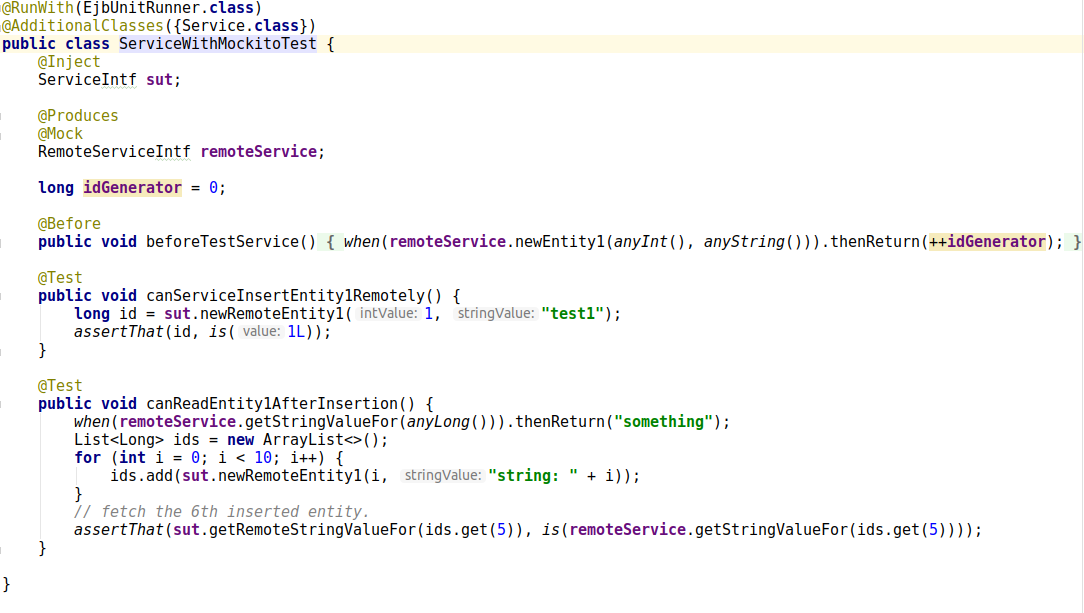 @RunWith(EjbUnitRunner.class)
@AdditionalClasses({Service.class})
public class ServiceWithMockitoTest {
    @Inject
    ServiceIntf sut;

    @Produces
    @Mock
    RemoteServiceIntf remoteService;

    long idGenerator = 0;

    @Before
    public void beforeTestService() { when(remoteService.newEntity1(anyInt(), anyString())).thenReturn(++idGenerator); }

    @Test
    public void canServiceInsertEntity1Remotely() {
        long id = sut.newRemoteEntity1( intValue: 1,  stringValue: "test1");
        assertThat(id, is( value: 1L));
    }

    @Test
    public void canReadEntity1AfterInsertion() {
        when(remoteService.getStringValueFor(anyLong())).thenReturn("something");
        List<Long> ids = new ArrayList<>();
        for (int i = 0; i < 10; i++) {
            ids.add(sut.newRemoteEntity1(i,  stringValue: "string: " + i));
        }
        // fetch the 6th inserted entity.
        assertThat(sut.getRemoteStringValueFor(ids.get(5)), is(remoteService.getStringValueFor(ids.get(5))));
    }

}